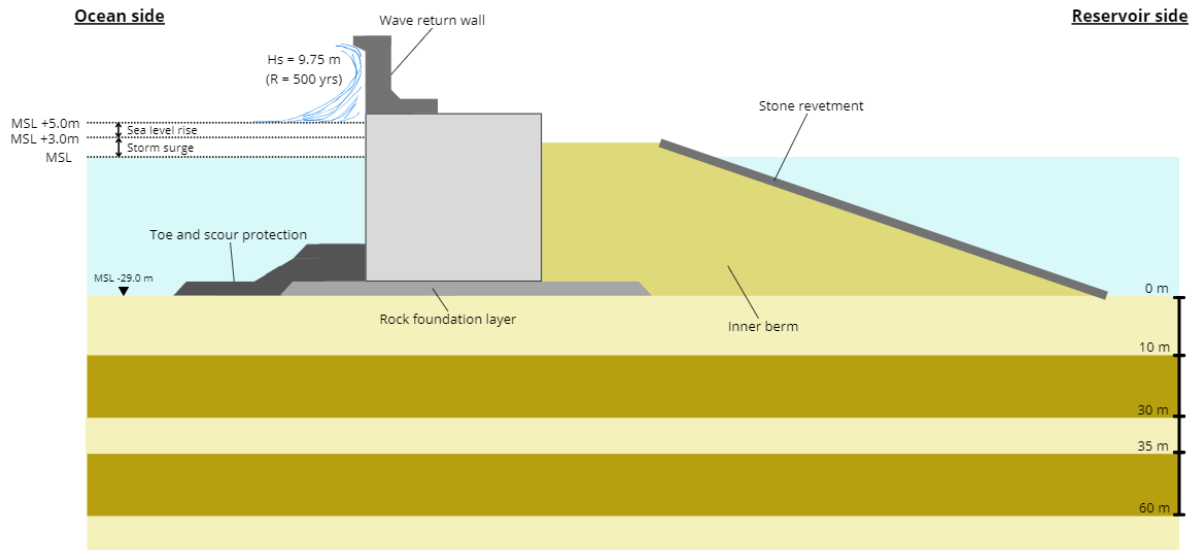 Ocean side
Reservoir side
Wave return wall
Hs = 9.75 m
(R = 500 yrs)
Stone revetment
MSL +5.0m
Sea level rise
MSL +3.0m
Storm surge
MSL
Toe and scour protection
MSL -29.0 m
0 m
Rock foundation layer
Inner berm
10 m
30 m
35 m
60 m